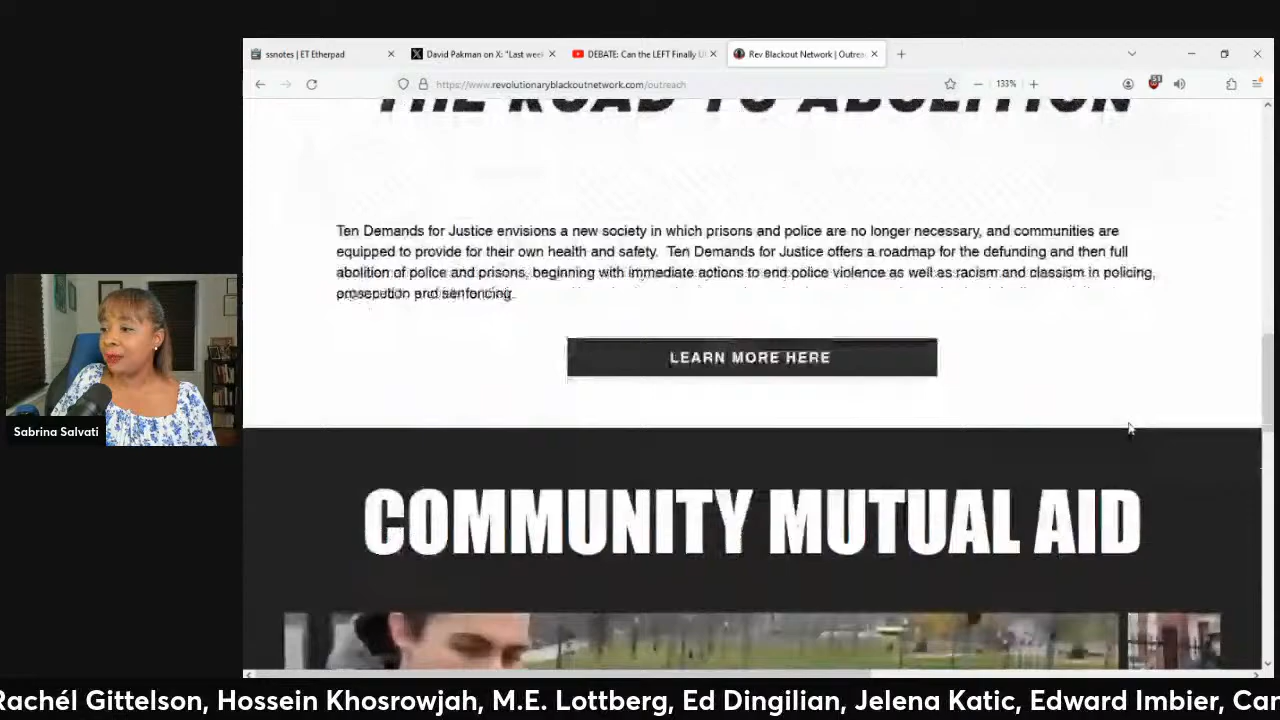 ssnotes | ET Etherpad
David Pakman on X: "Last wee
DEBATE: Can the LEFT Finally U
Rev Blackout Network | Outrea
https://www.revolutionaryblackoutnetwork.com/outreach
133%
THE ROAD TO ABOLITION
Ten Demands for Justice envisions a new society in which prisons and police are no longer necessary, and communities are
equipped to provide for their own health and safety. Ten Demands for Justice offers a roadmap for the defunding and then full
abolition of police and prisons, beginning with immediate actions to end police violence as well as racism and classism in policing,
prosecution and sentencing.
LEARN MORE HERE
COMMUNITY MUTUAL AID
Sabrina Salvati
Rachél Gittelson, Hossein Khosrowjah, M.E. Lottberg, Ed Dingilian, Jelena Katic, Edward Imbier, Car